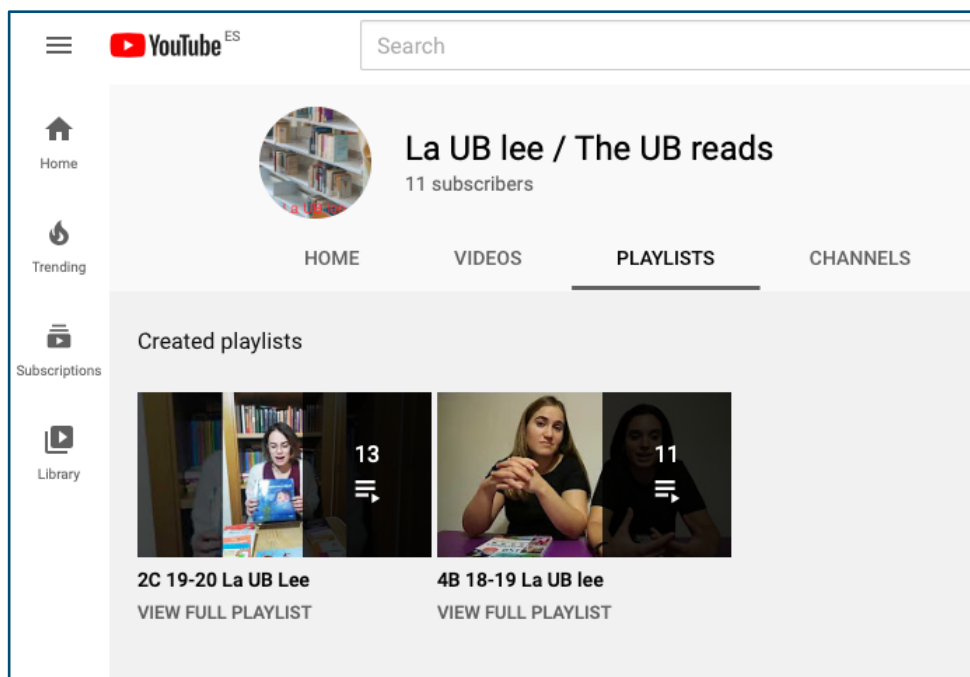 YouTube ES
Search
Home
Trending
Subscriptions
Library
La UB lee / The UB reads
11 subscribers
HOME VIDEOS PLAYLISTS CHANNELS
Created playlists
13
11
2C 19-20 La UB Lee
4B 18-19 La UB lee
VIEW FULL PLAYLIST
VIEW FULL PLAYLIST